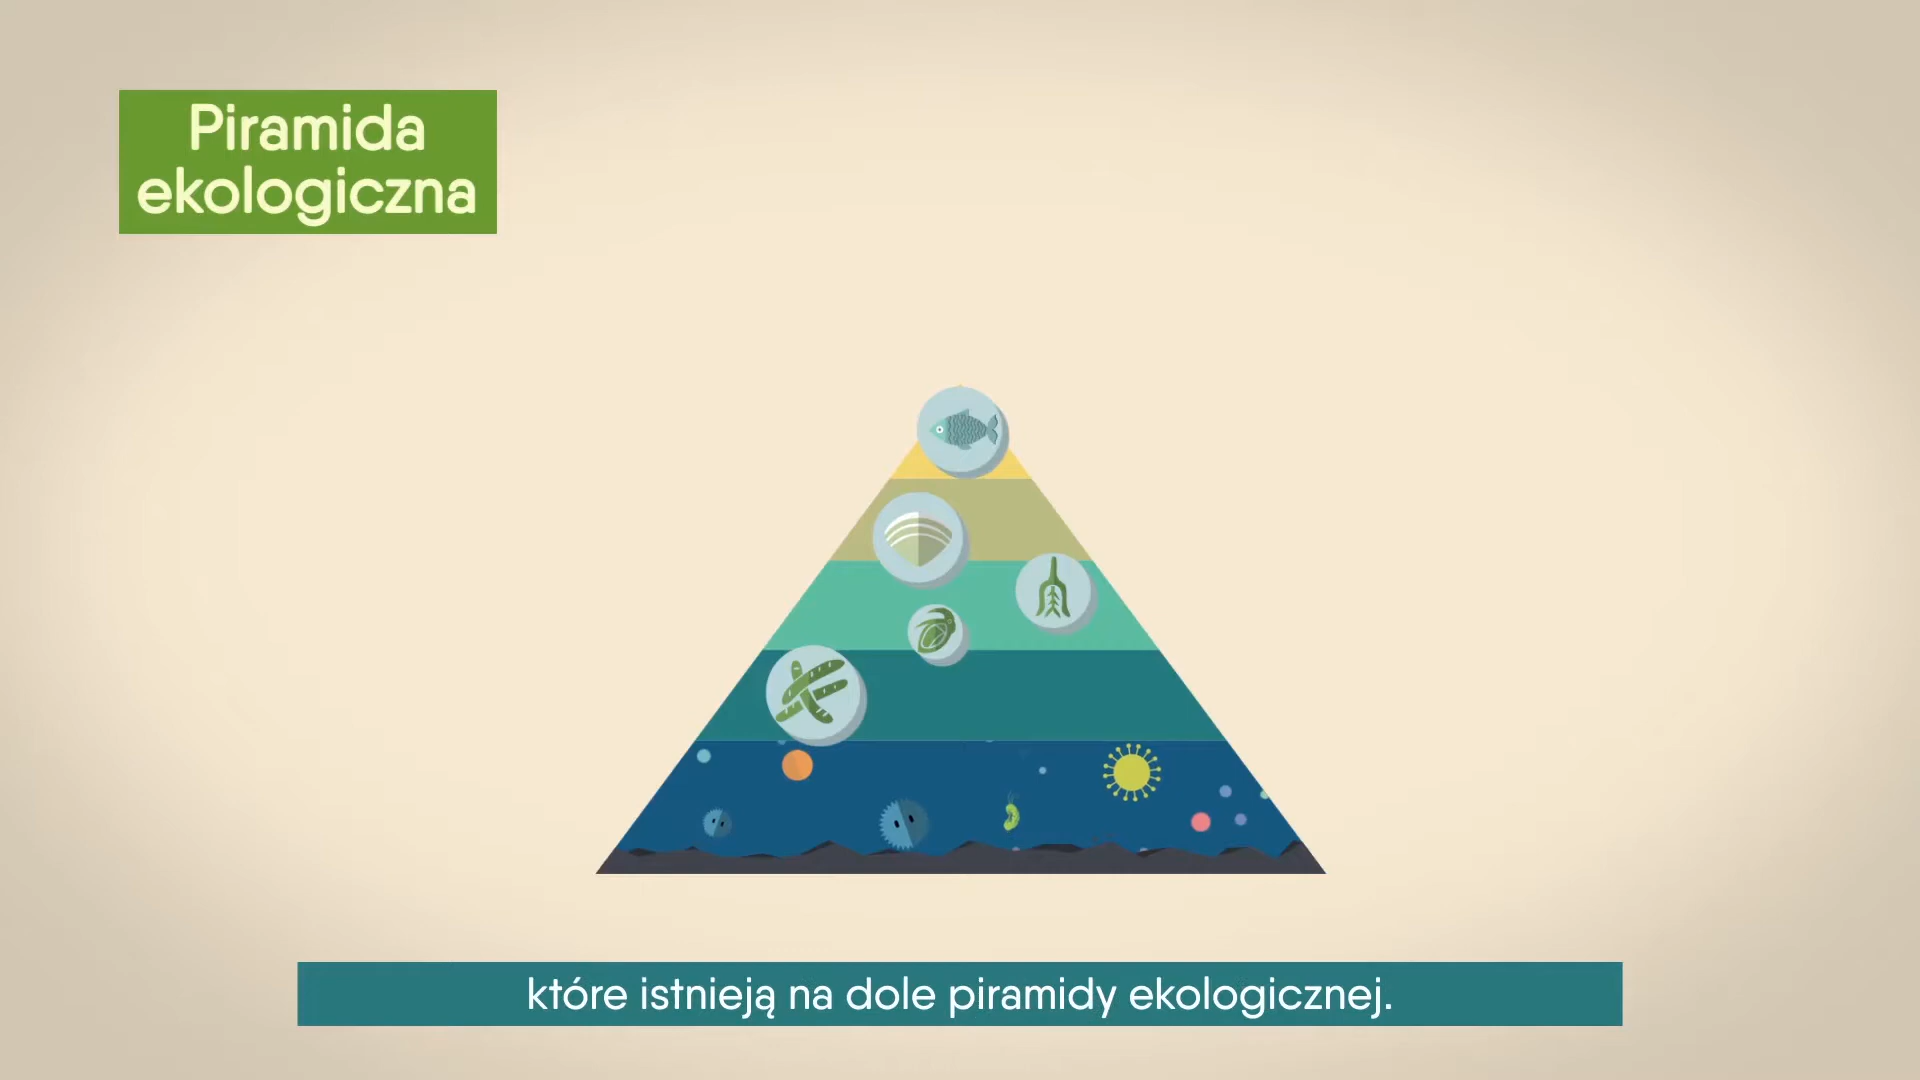 Piramida
ekologiczna
które istnieją na dole piramidy ekologicznej.